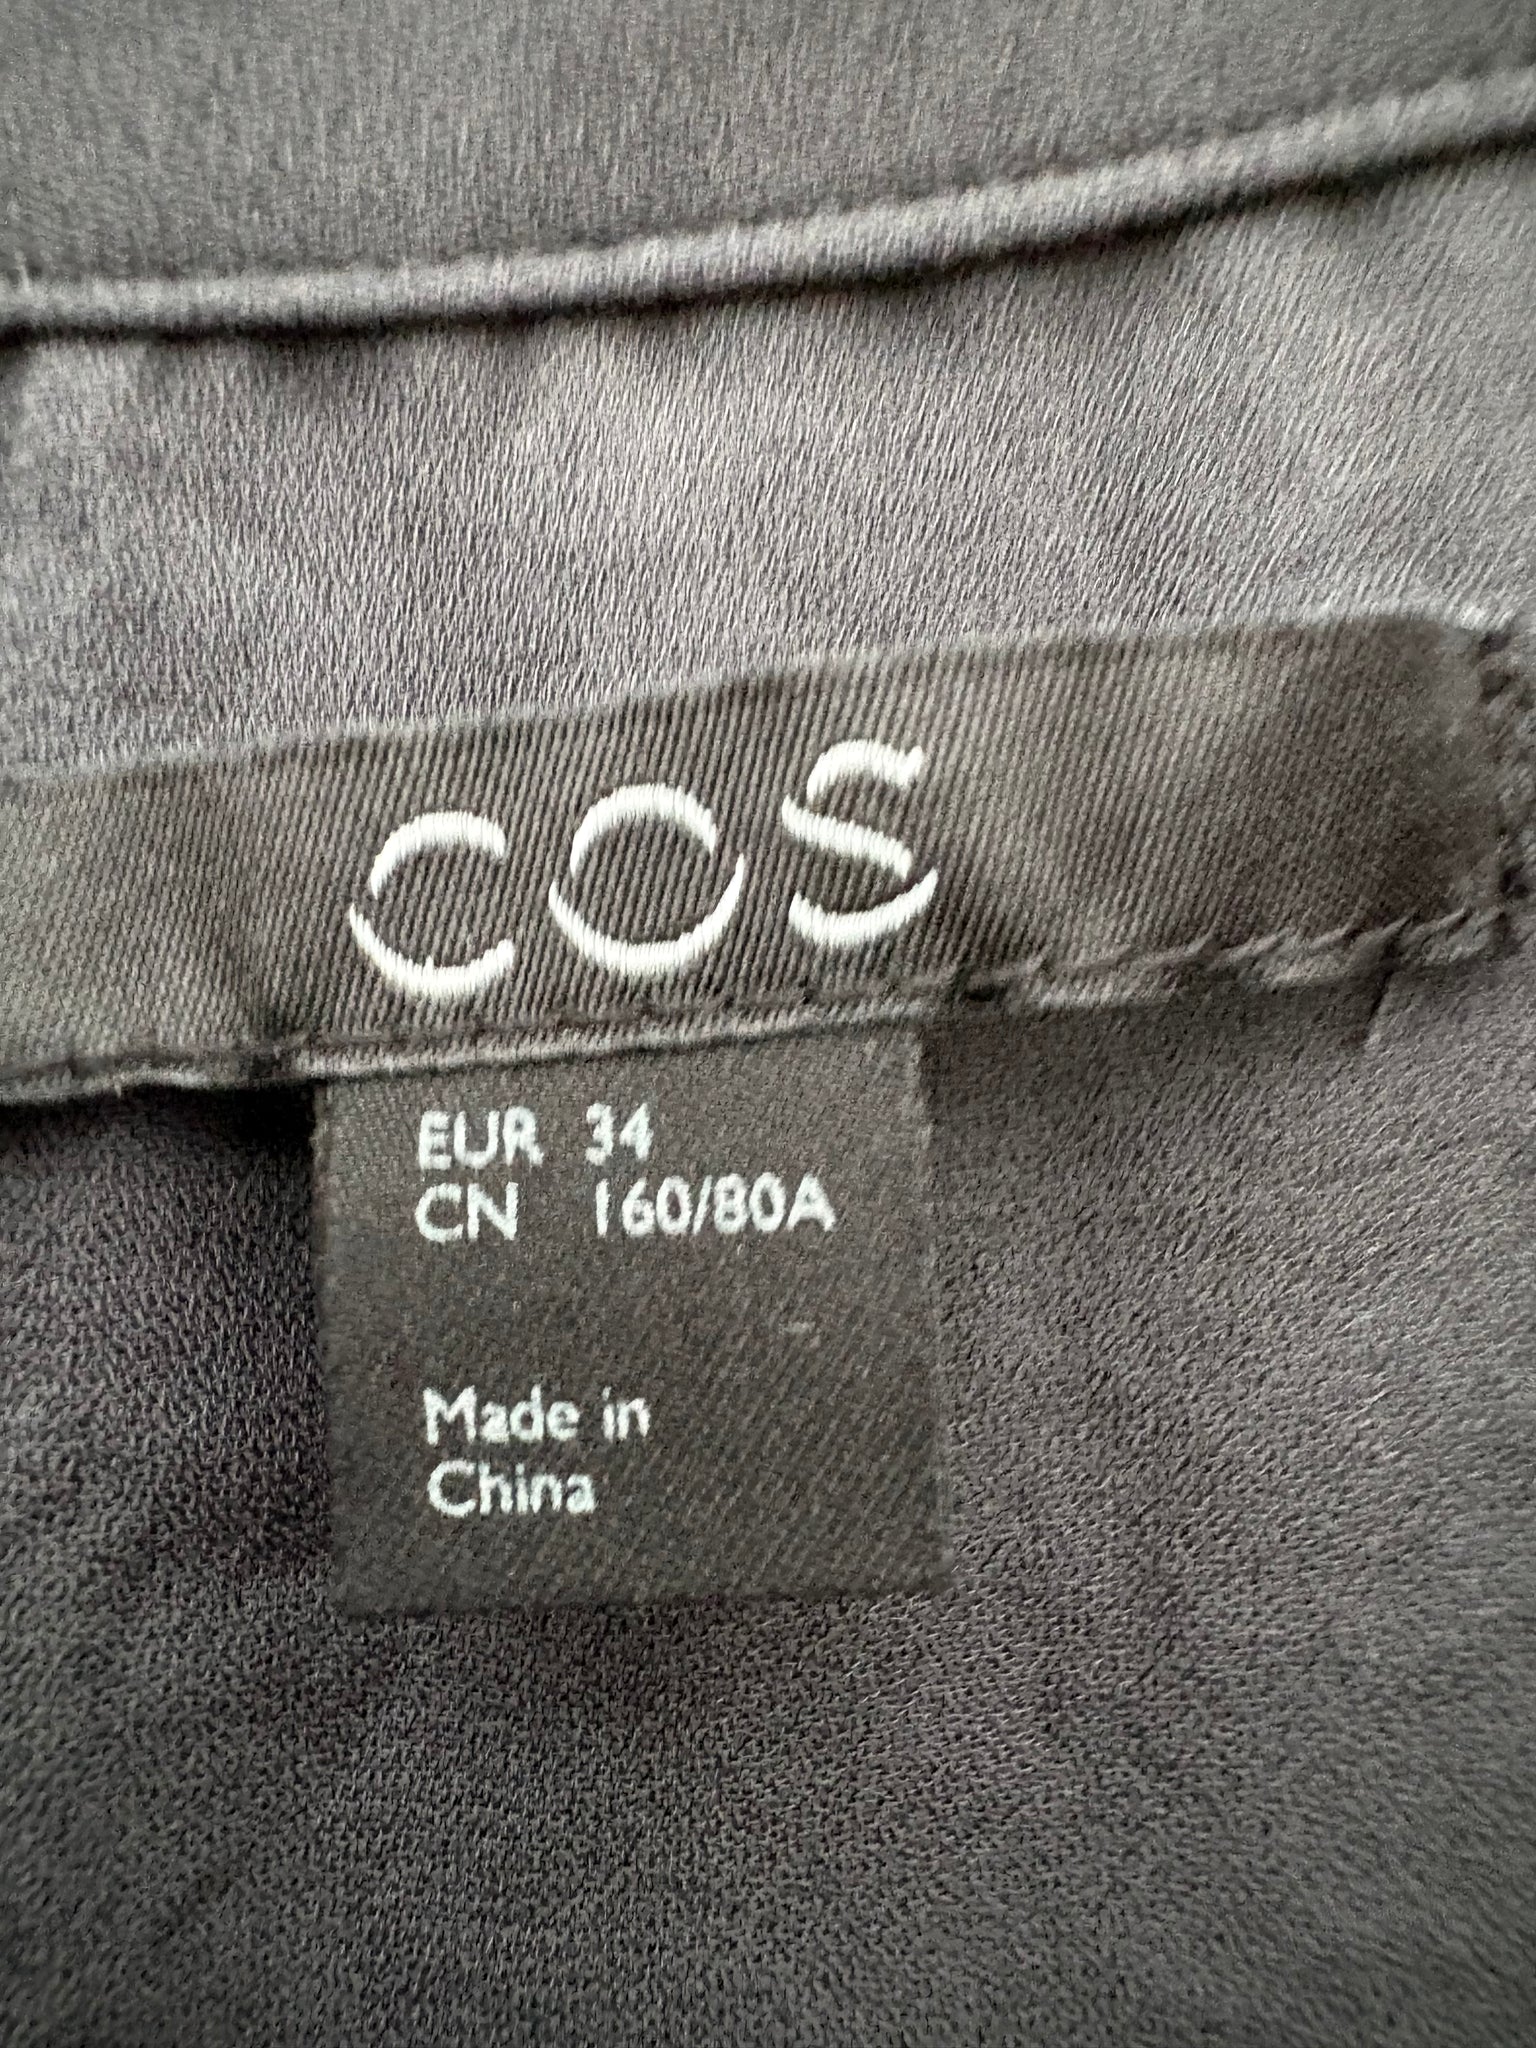 COS
EUR 34
CN 160/80A
Made in
China